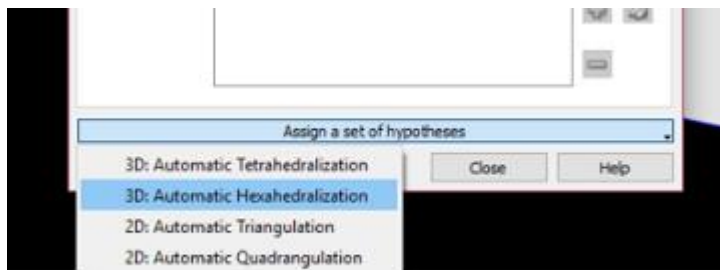 Assign a set of hypotheses
3D: Automatic Tetrahedralization
Close
Help
3D: Automatic Hexahedralization
2D: Automatic Triangulation
2D: Automatic Quadrangulation